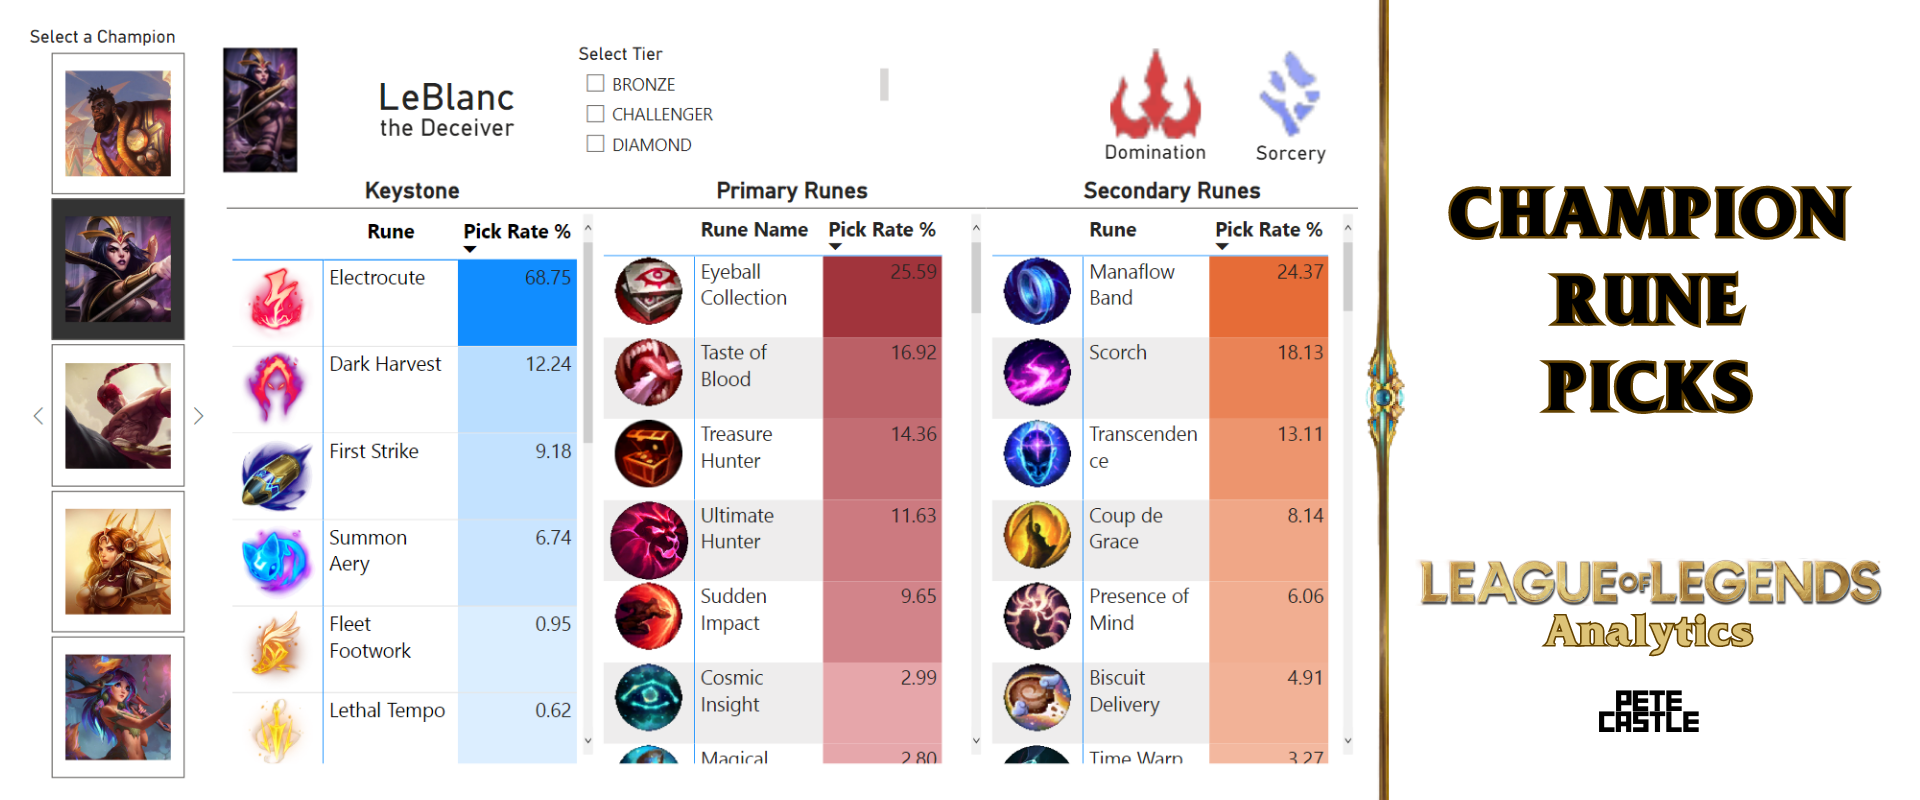 Select a Champion
LeBlanc
the Deceiver
Select Tier
BRONZE
CHALLENGER
DIAMOND
Domination
Sorcery
Keystone
Rune Pick Rate %
Electrocute 68.75
Dark Harvest 12.24
First Strike 9.18
Summon 6.74
Aery
Fleet 0.95
Footwork
Lethal Tempo 0.62
Primary Runes
Rune Name Pick Rate %
Eyeball 25.59
Collection
Taste of 16.92
Blood
Treasure 14.36
Hunter
Ultimate 11.63
Hunter
Sudden 9.65
Impact
Cosmic 2.99
Insight
Magical 2.80
Secondary Runes
Rune Pick Rate %
Manaflow 24.37
Band
Scorch 18.13
Transcenden 13.11
ce
Coup de 8.14
Grace
Presence of 6.06
Mind
Biscuit 4.91
Delivery
Time Warp 3.27
CHAMPION
RUNE
PICKS
LEAGUE OF LEGENDS
Analytics
PETE
CASTLE